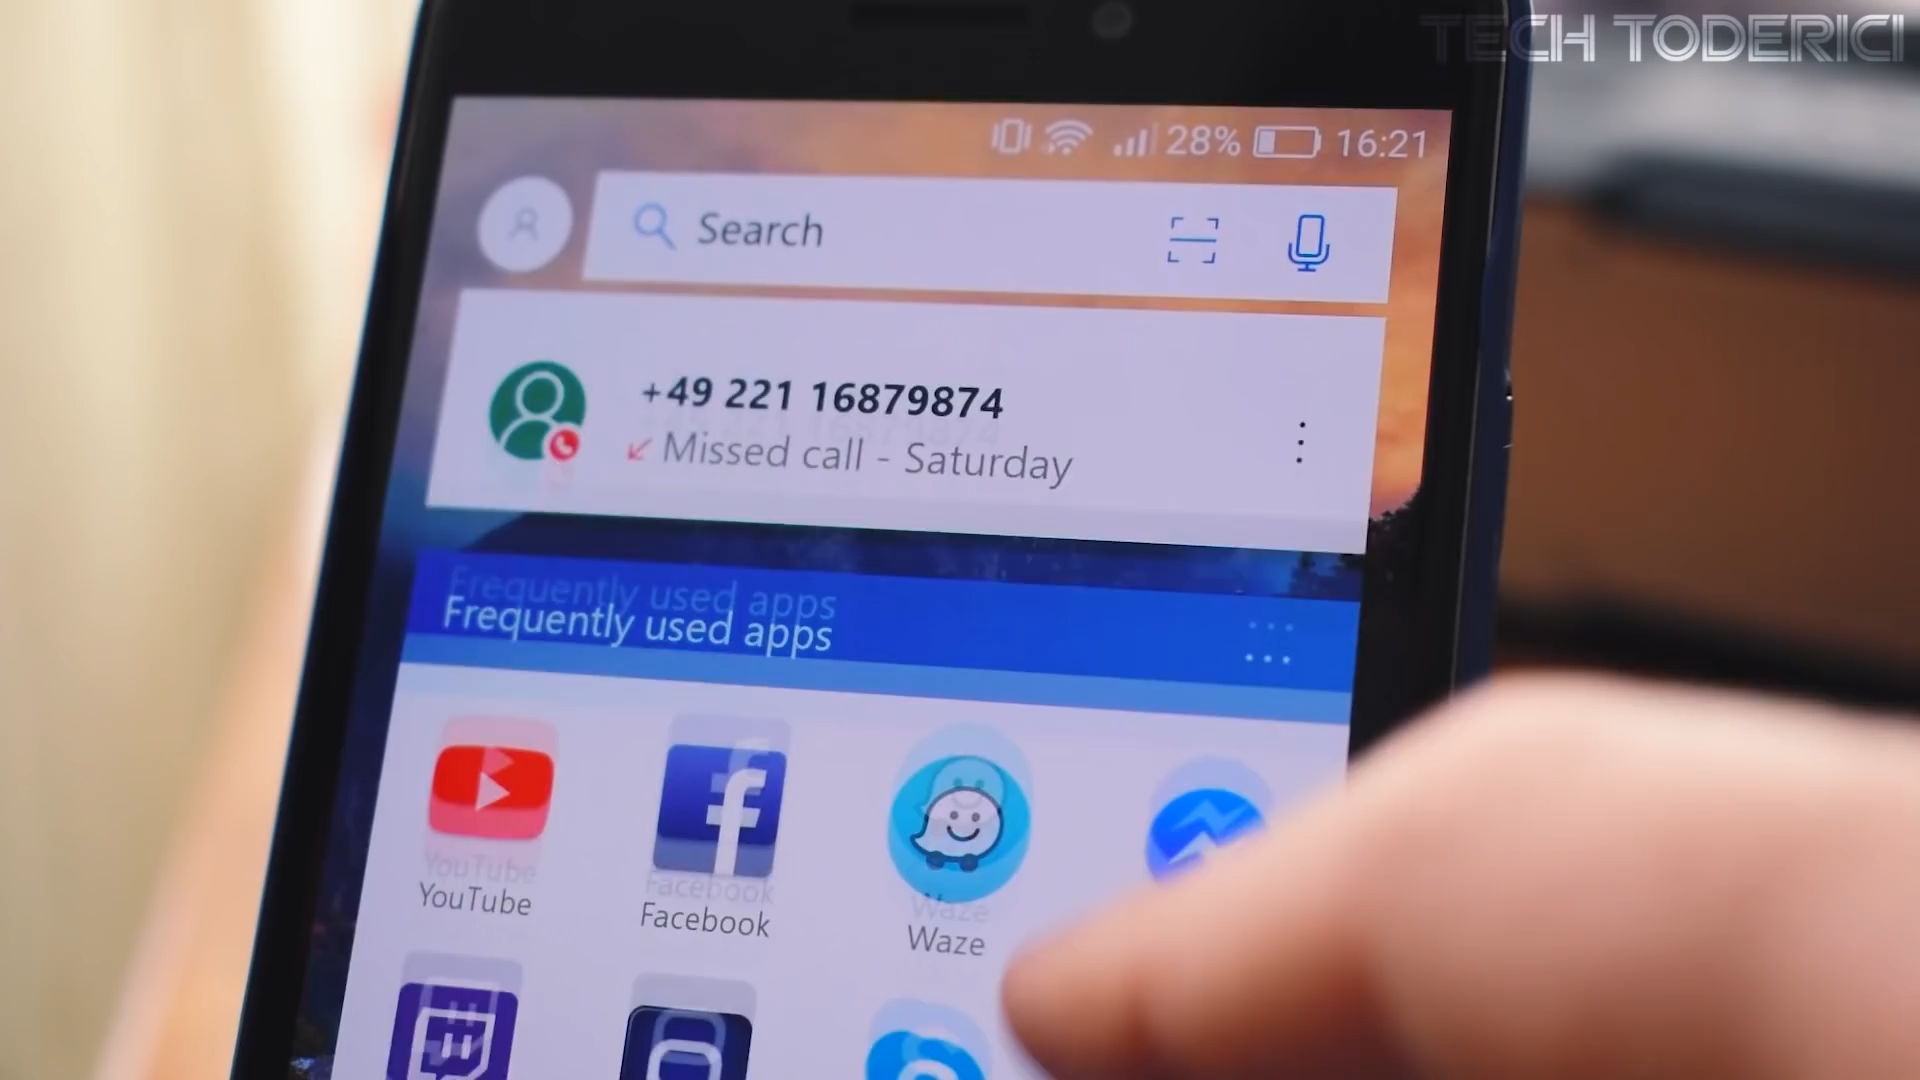 TECH TODERICI
28% 16:21
Search
+49 221 16879874
Missed call - Saturday
Frequently used apps
YouTube
Facebook
Waze